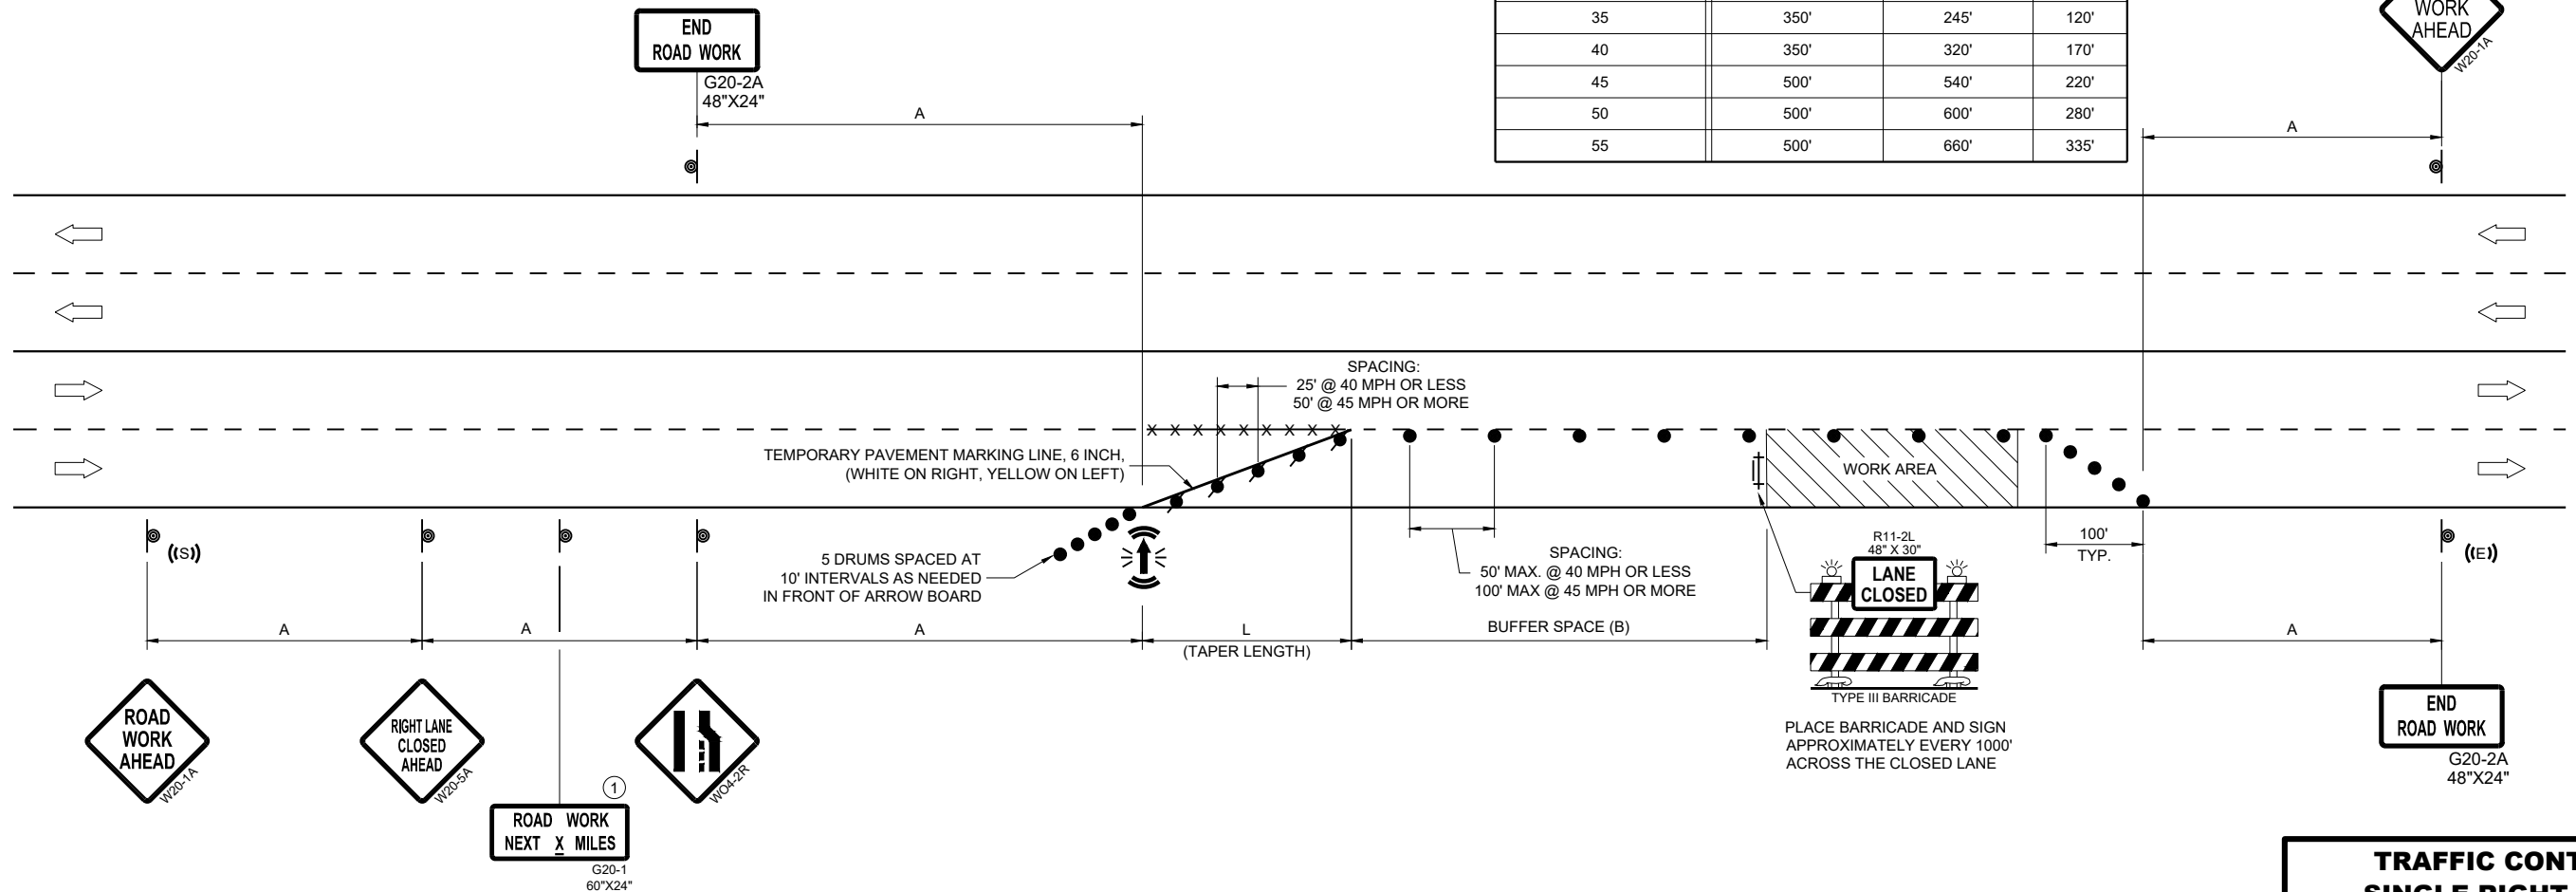 END
ROAD WORK
G20-2A
48"X24"
A
35 350' 245' 120'
40 350' 320' 170'
45 500' 540' 220'
50 500' 600' 280'
55 500' 660' 335'
WORK
AHEAD
W20-1A
A
SPACING:
25' @ 40 MPH OR LESS
50' @ 45 MPH OR MORE
X X X X X X X X X
TEMPORARY PAVEMENT MARKING LINE, 6 INCH,
(WHITE ON RIGHT, YELLOW ON LEFT)
WORK AREA
((S))
5 DRUMS SPACED AT
10' INTERVALS AS NEEDED
IN FRONT OF ARROW BOARD
SPACING:
50' MAX. @ 40 MPH OR LESS
100' MAX @ 45 MPH OR MORE
100'
TYP.
((E))
R11-2L
48" X 30"
LANE
CLOSED
TYPE III BARRICADE
A
A
A
L
(TAPER LENGTH)
BUFFER SPACE (B)
A
PLACE BARRICADE AND SIGN
APPROXIMATELY EVERY 1000'
ACROSS THE CLOSED LANE
ROAD
WORK
AHEAD
W20-1A
RIGHT LANE
CLOSED
AHEAD
W20-5A
WO4-2R
1
ROAD WORK
NEXT X MILES
G20-1
60"X24"
END
ROAD WORK
G20-2A
48"X24"
TRAFFIC CONT
SINGLE RIGHT